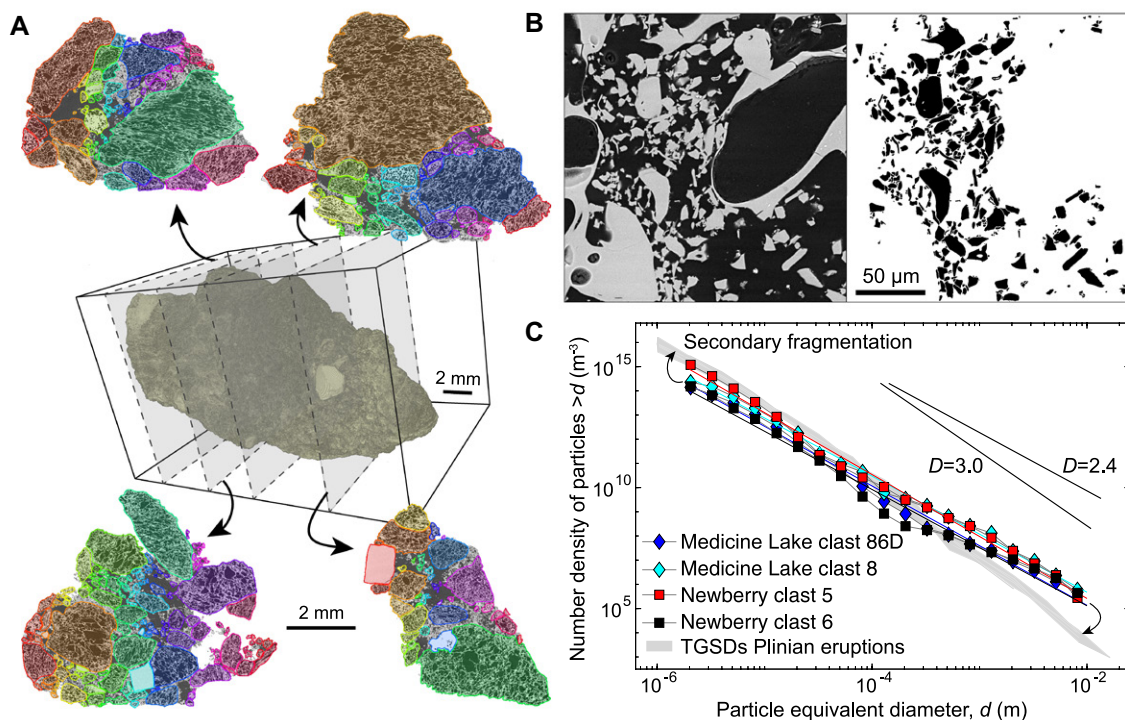 A
2 mm
2 mm
B
50 µm
C
Number density of particles >d (m⁻³)
10¹⁵
10¹⁰
10⁵
Secondary fragmentation
D=3.0
D=2.4
Medicine Lake clast 86D
Medicine Lake clast 8
Newberry clast 5
Newberry clast 6
TGSDs Plinian eruptions
10⁻⁶
10⁻⁴
10⁻²
Particle equivalent diameter, d (m)